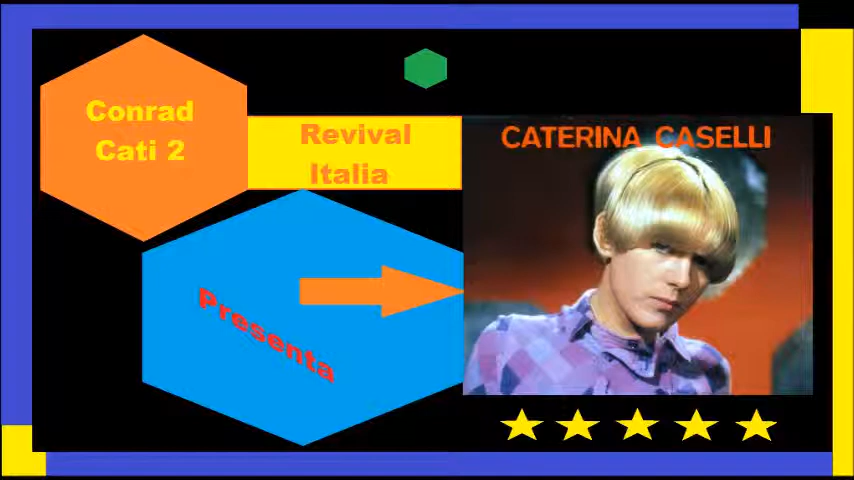 Conrad
Cati 2
Revival
Italia
CATERINA CASELLI
Presenta